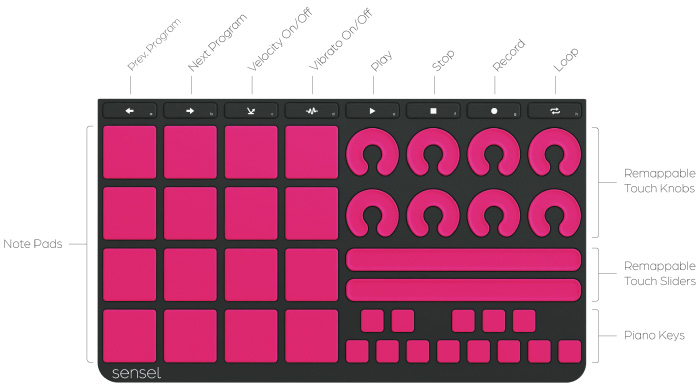 Prev. Program
Next Program
Velocity On/Off
Vibrato On/Off
Play
Stop
Record
Loop
Note Pads
Remappable
Touch Knobs
Remappable
Touch Sliders
Piano Keys
sensel